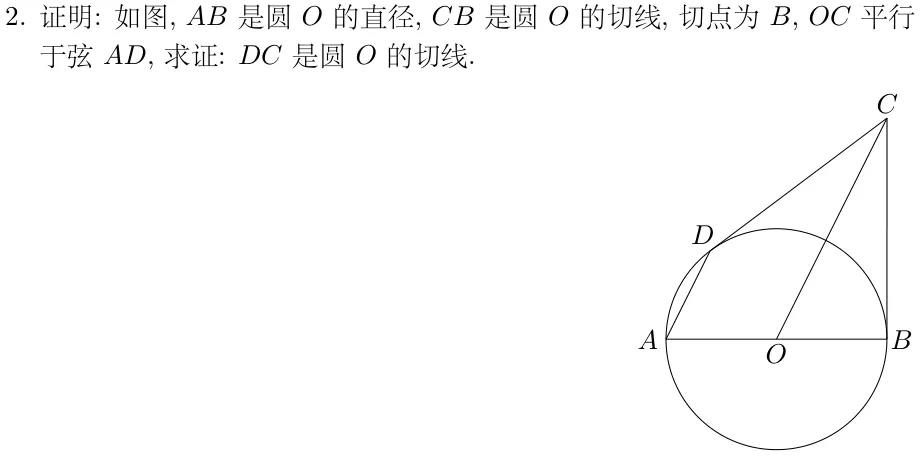 2. 证明: 如图, AB 是圆 O 的直径, CB 是圆 O 的切线, 切点为 B, OC 平行
于弦 AD, 求证: DC 是圆 O 的切线.
C
D
A
B
O